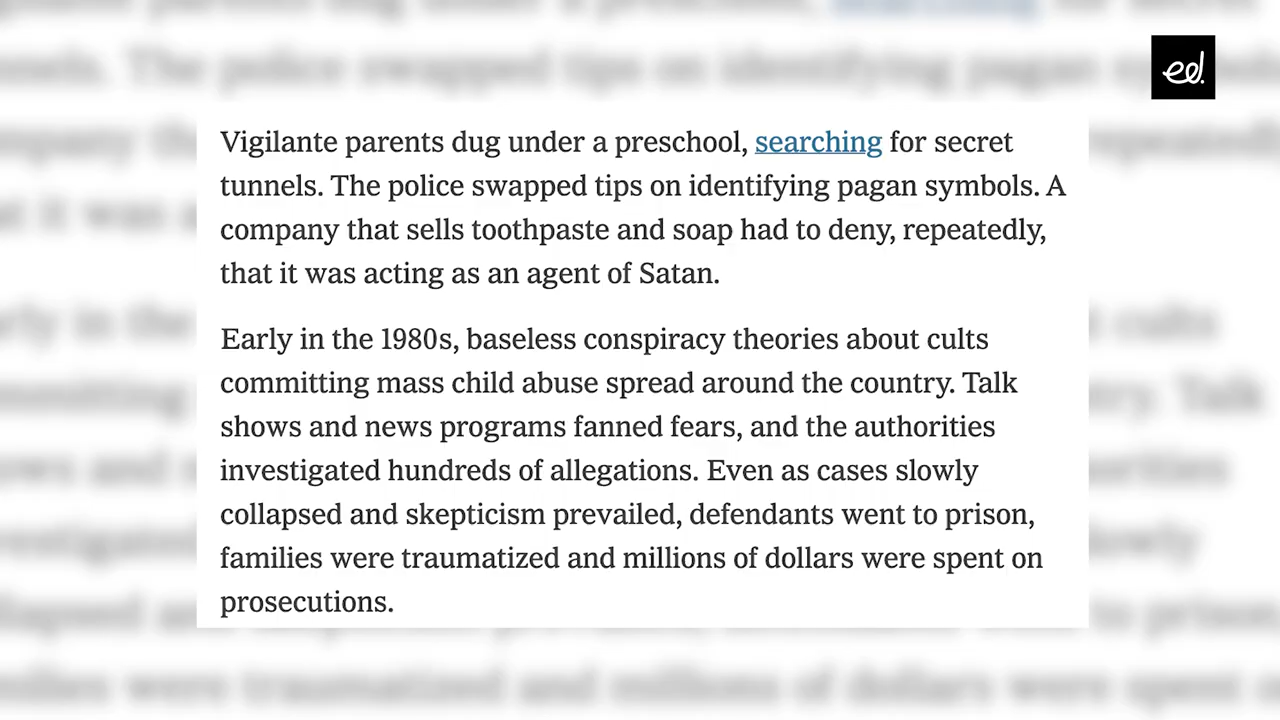 ed.
Vigilante parents dug under a preschool, searching for secret
tunnels. The police swapped tips on identifying pagan symbols. A
company that sells toothpaste and soap had to deny, repeatedly,
that it was acting as an agent of Satan.
Early in the 1980s, baseless conspiracy theories about cults
committing mass child abuse spread around the country. Talk
shows and news programs fanned fears, and the authorities
investigated hundreds of allegations. Even as cases slowly
collapsed and skepticism prevailed, defendants went to prison,
families were traumatized and millions of dollars were spent on
prosecutions.